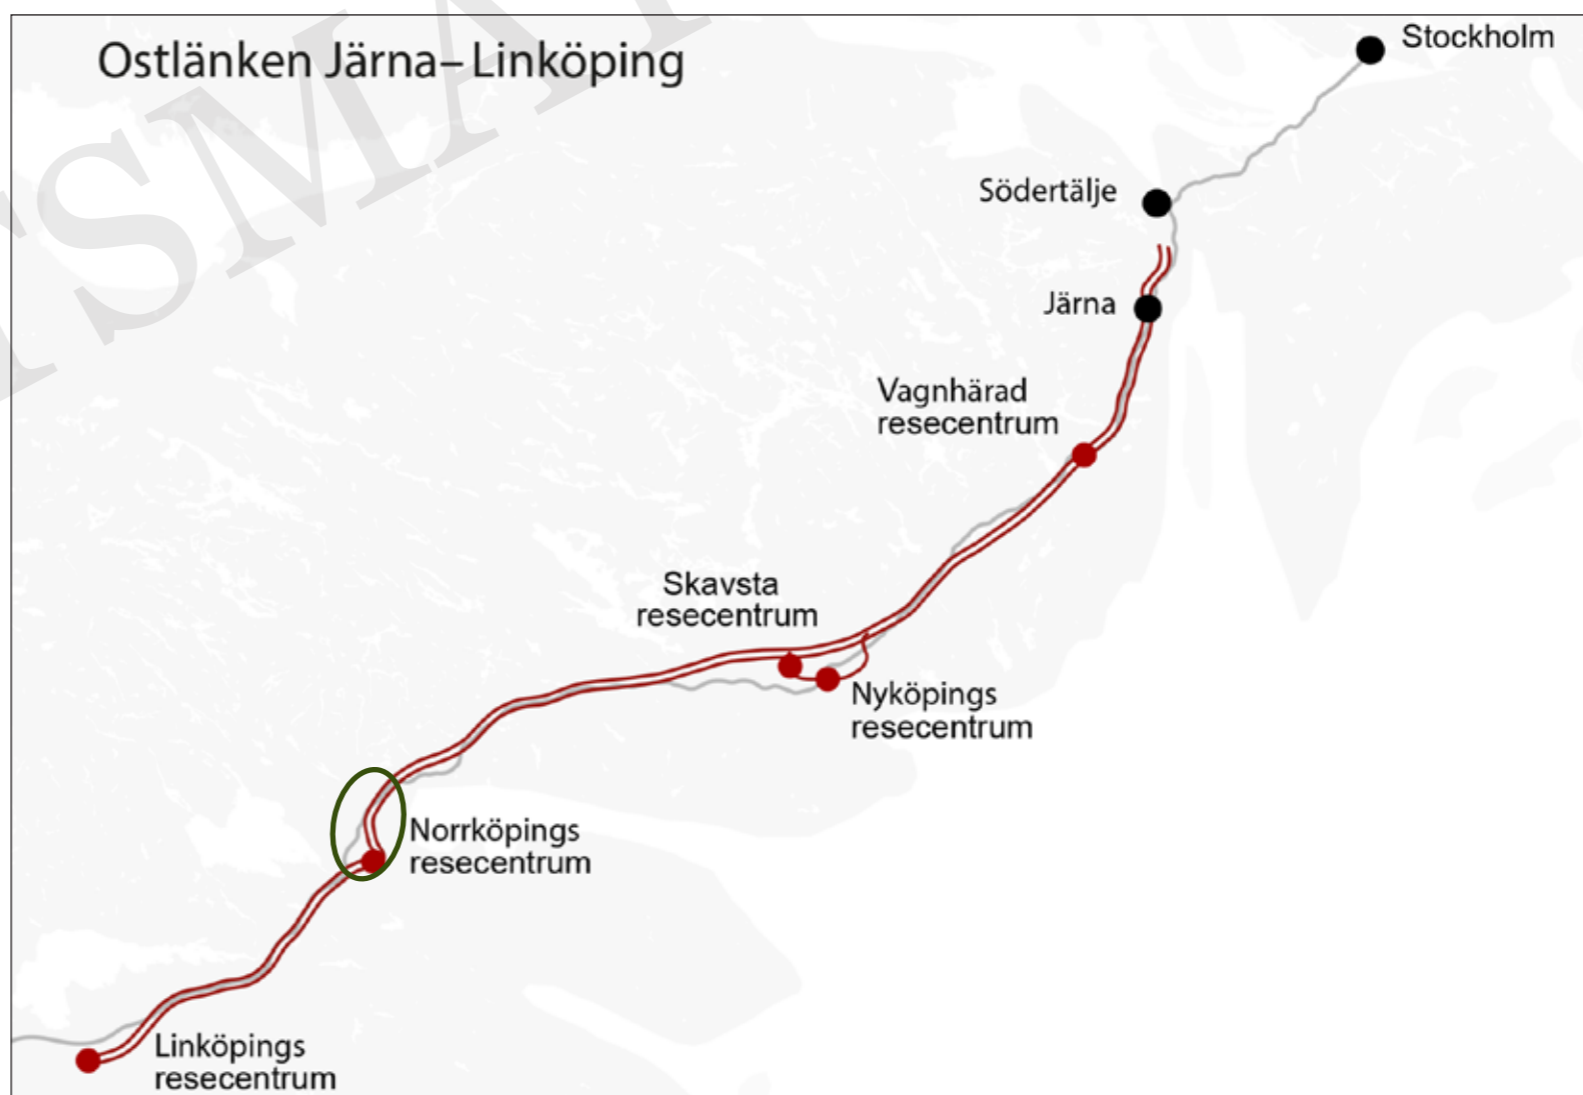 Ostlänken Järna–Linköping
Stockholm
Södertälje
Järna
Vagnhärad
resecentrum
Skavsta
resecentrum
Nyköpings
resecentrum
Norrköpings
resecentrum
Linköpings
resecentrum